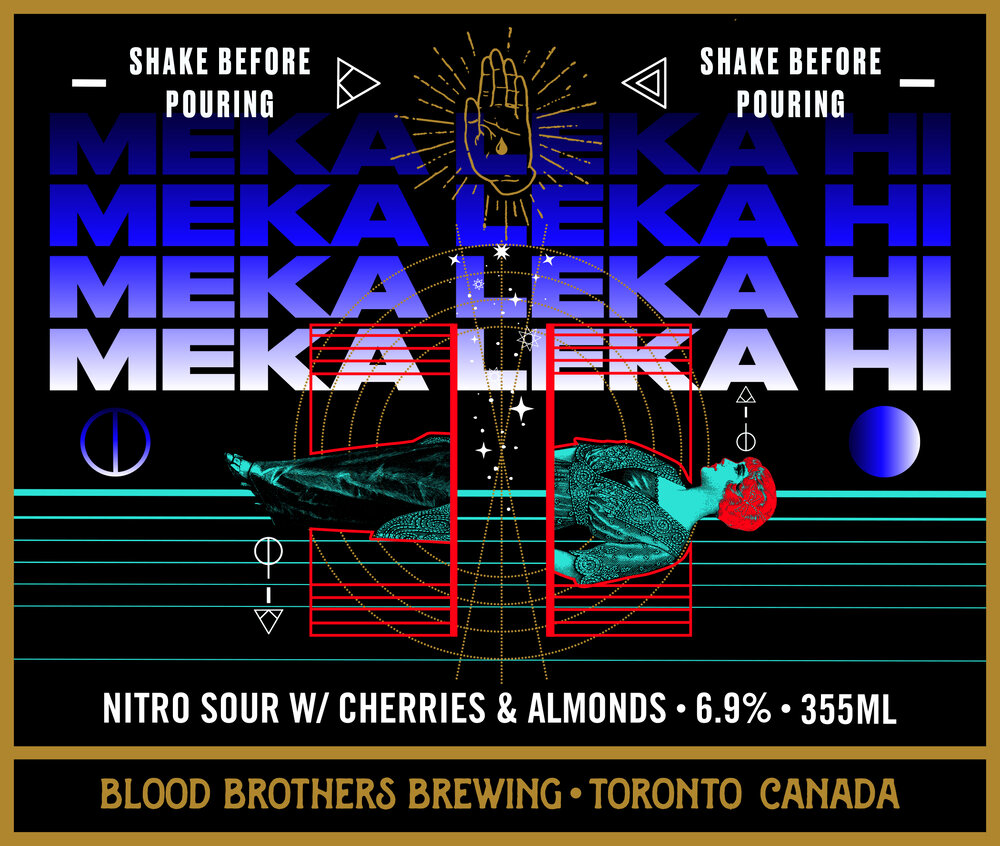 SHAKE BEFORE
POURING
SHAKE BEFORE
POURING
MEKA LEKA HI
MEKA LEKA HI
MEKA LEKA HI
MEKA LEKA HI
NITRO SOUR W/ CHERRIES & ALMONDS • 6.9% • 355ML
BLOOD BROTHERS BREWING • TORONTO CANADA